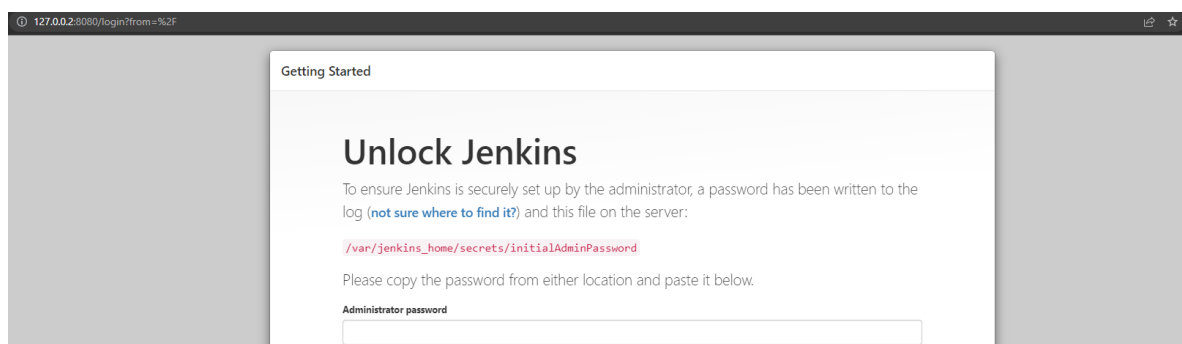 127.0.0.2:8080/login?from=%2F
Getting Started
Unlock Jenkins
To ensure Jenkins is securely set up by the administrator, a password has been written to the
log (not sure where to find it?) and this file on the server:
/var/jenkins_home/secrets/initialAdminPassword
Please copy the password from either location and paste it below.
Administrator password